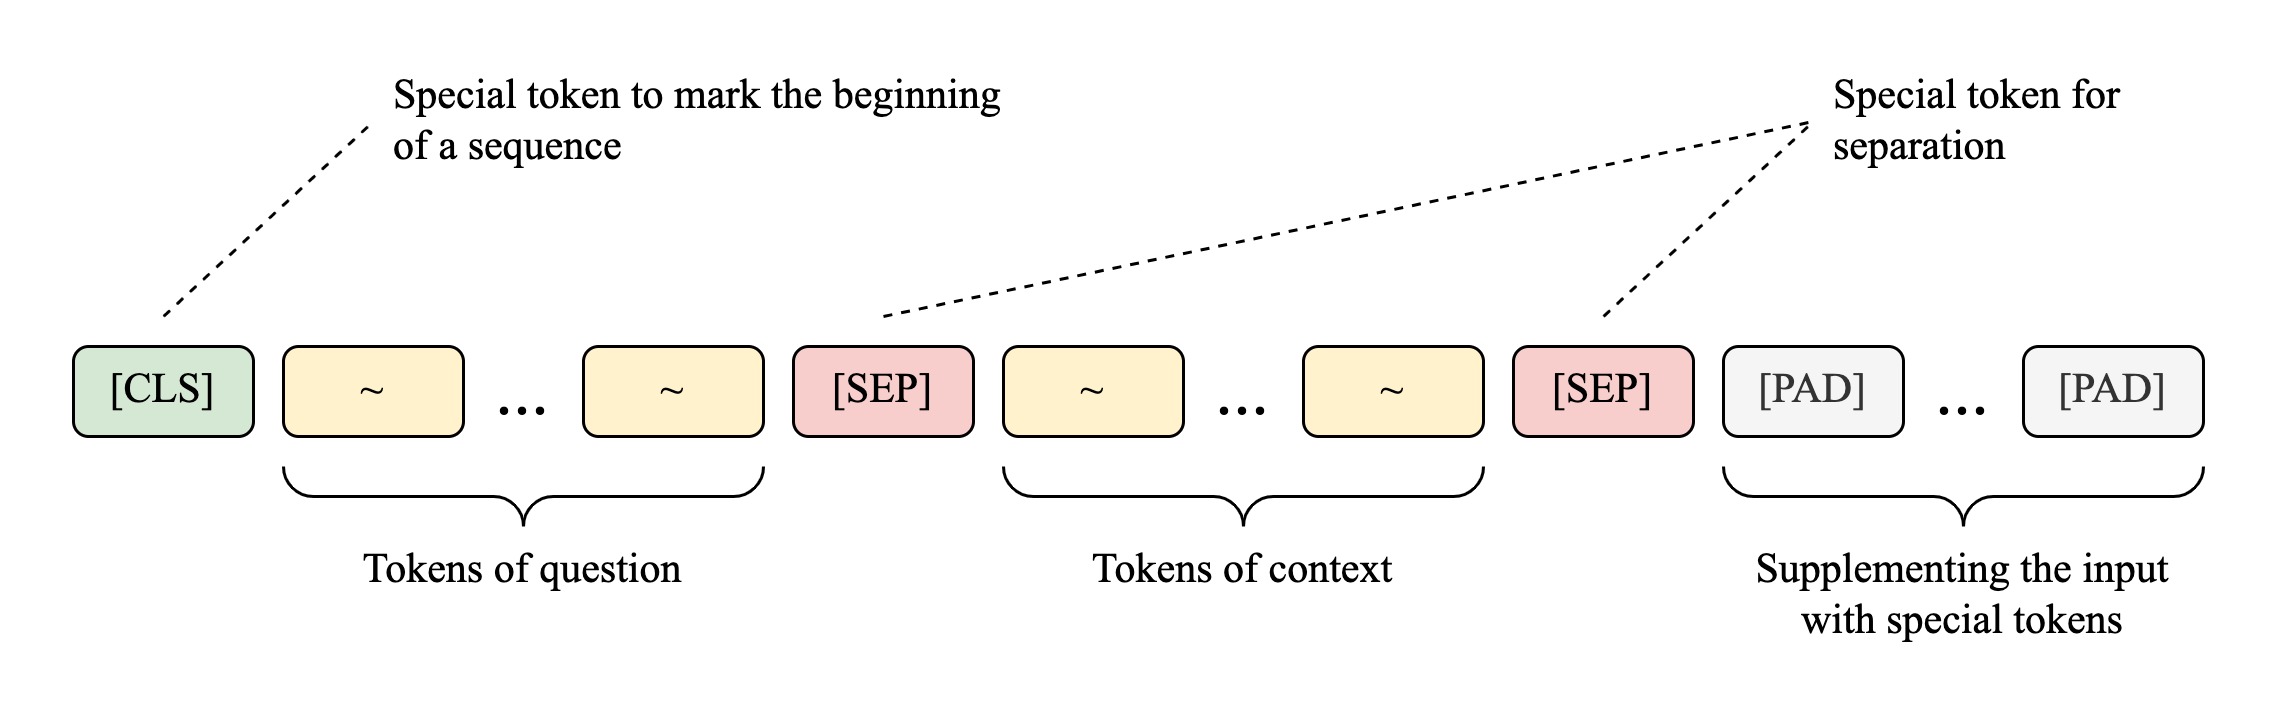 Special token to mark the beginning
of a sequence
Special token for
separation
[CLS] ~ ... ~ [SEP] ~ ... ~ [SEP] [PAD] ... [PAD]
Tokens of question
Tokens of context
Supplementing the input
with special tokens